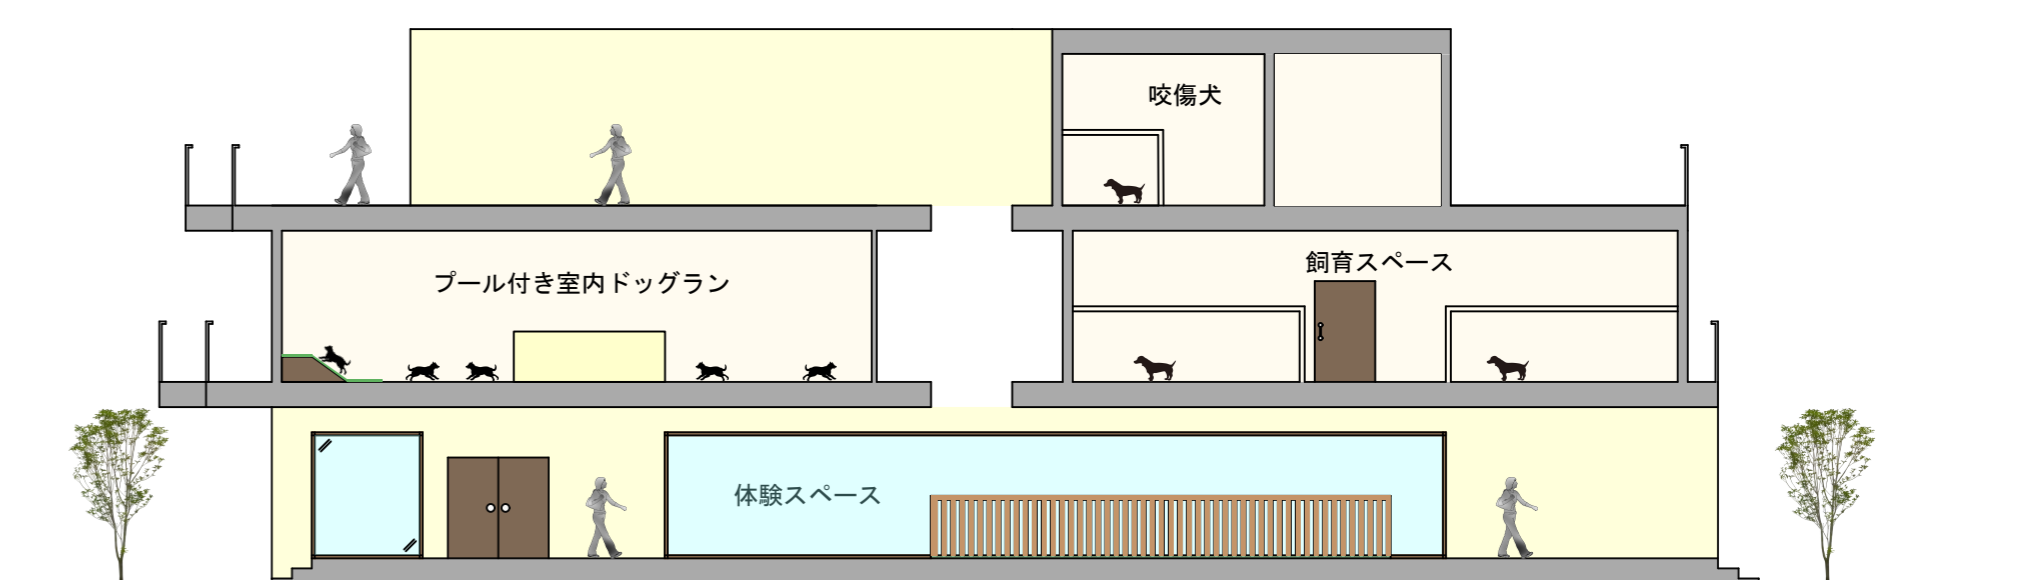 咬傷犬
プール付き室内ドッグラン
飼育スペース
体験スペース